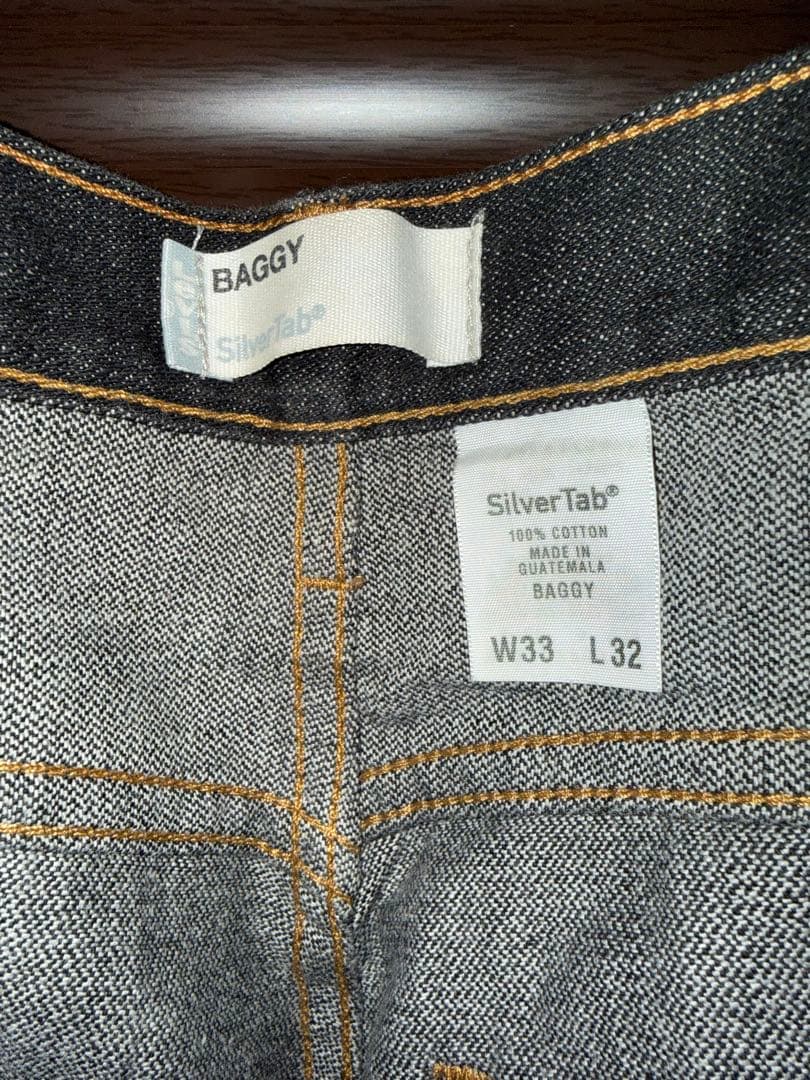 BAGGY
LEVI'S
SilverTab®
SilverTab®
100% COTTON
MADE IN
GUATEMALA
BAGGY
W33 L32